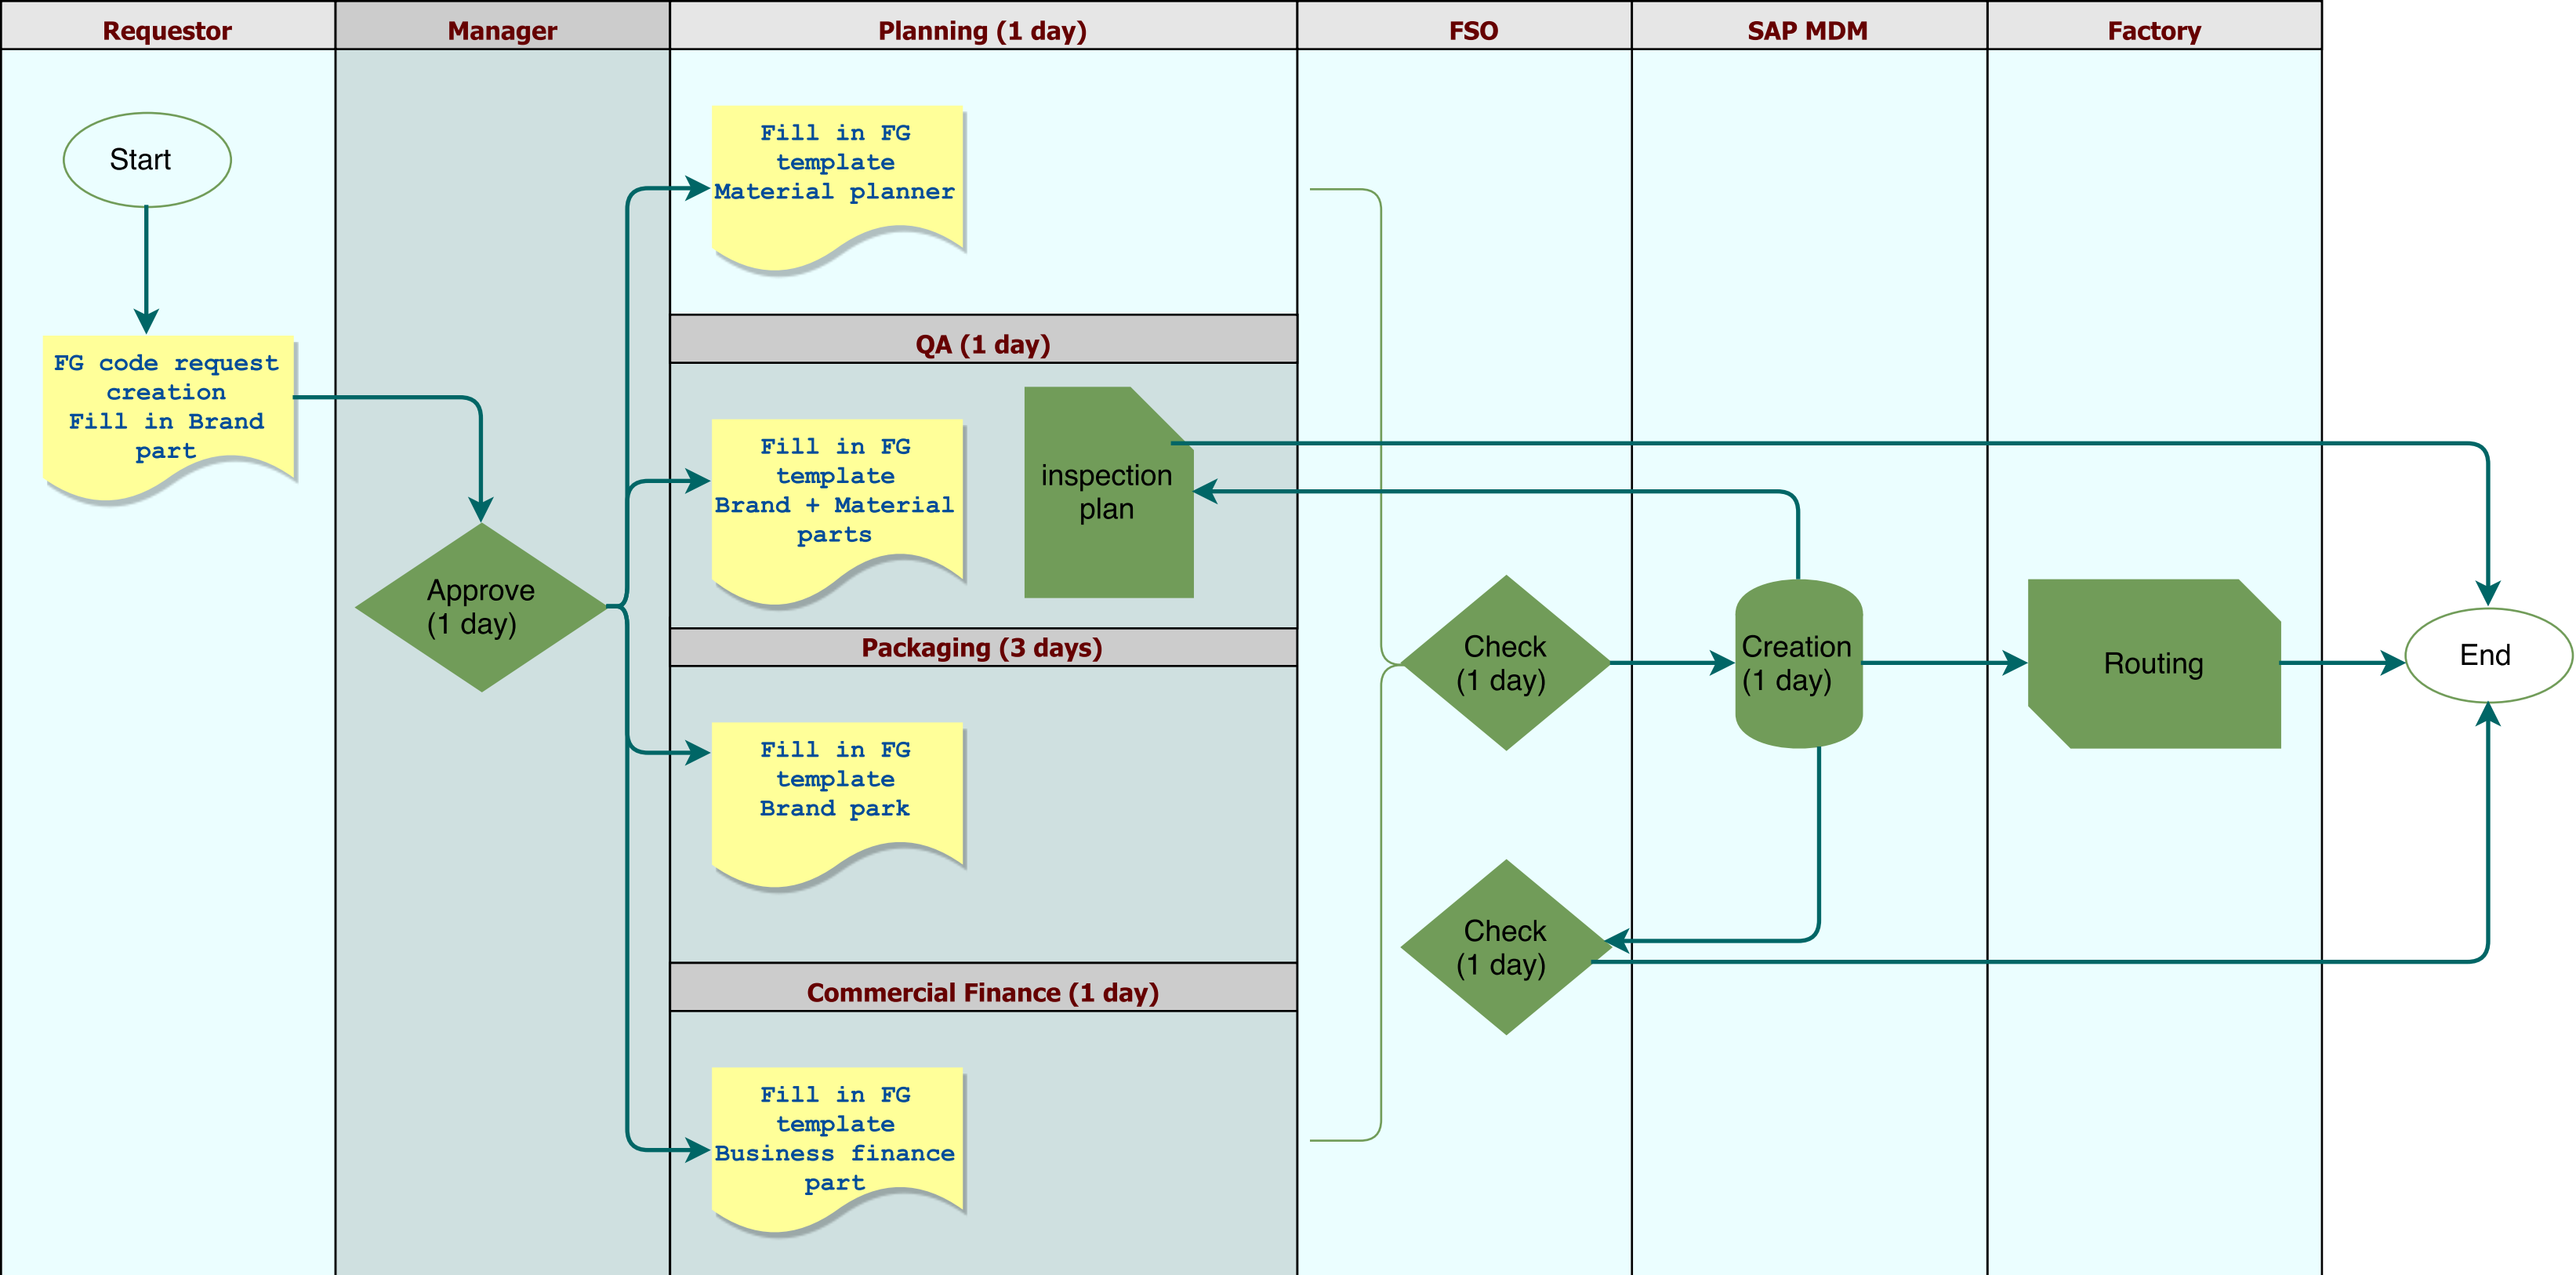 Requestor
Manager
Planning (1 day)
FSO
SAP MDM
Factory
Start
FG code request
creation
Fill in Brand
part
Approve
(1 day)
Fill in FG
template
Material planner
QA (1 day)
Fill in FG
template
Brand + Material
parts
inspection
plan
Packaging (3 days)
Fill in FG
template
Brand park
Commercial Finance (1 day)
Fill in FG
template
Business finance
part
Check
(1 day)
Check
(1 day)
Creation
(1 day)
Routing
End